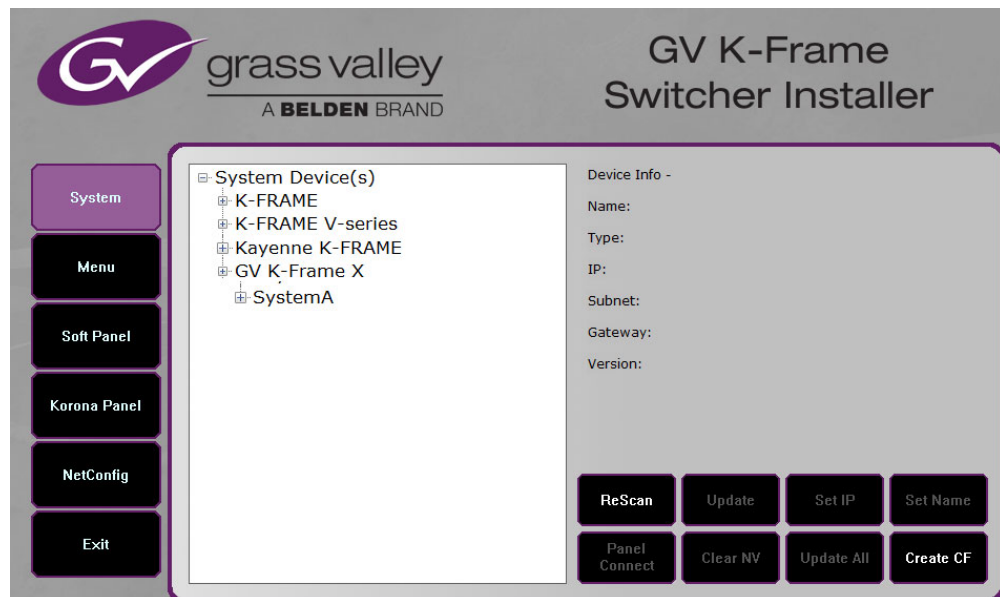 GV
grass valley
A BELDEN BRAND
GV K-Frame
Switcher Installer
System
Menu
Soft Panel
Korona Panel
NetConfig
Exit
System Device(s)
K-FRAME
K-FRAME V-series
Kayenne K-FRAME
GV K-Frame X
SystemA
Device Info -
Name:
Type:
IP:
Subnet:
Gateway:
Version:
ReScan
Update
Set IP
Set Name
Panel
Connect
Clear NV
Update All
Create CF